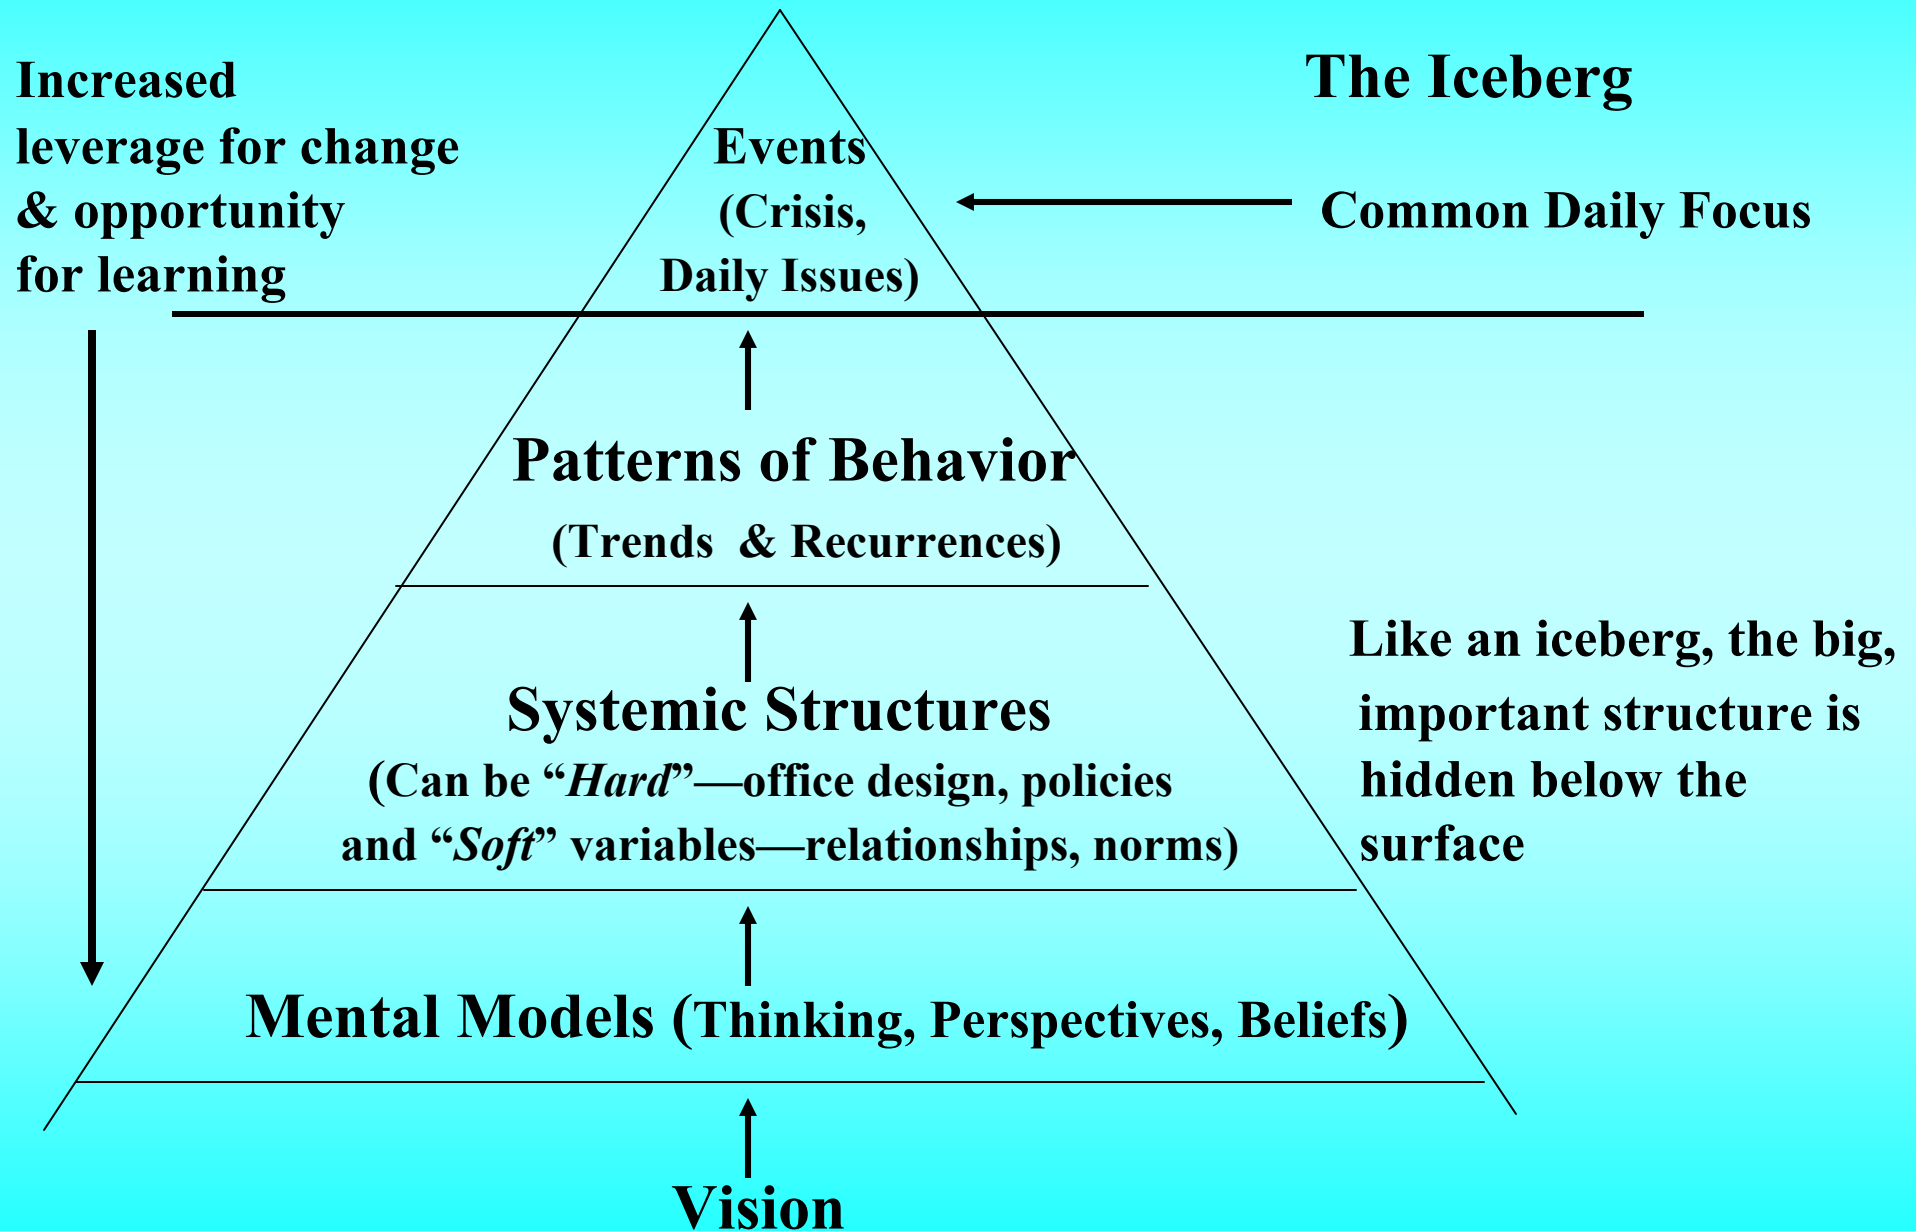 The Iceberg
Increased
leverage for change
& opportunity
for learning
Events
(Crisis,
Daily Issues)
Common Daily Focus
Patterns of Behavior
(Trends & Recurrences)
Systemic Structures
(Can be “Hard”—office design, policies
and “Soft” variables—relationships, norms)
Like an iceberg, the big,
important structure is
hidden below the
surface
Mental Models (Thinking, Perspectives, Beliefs)
Vision